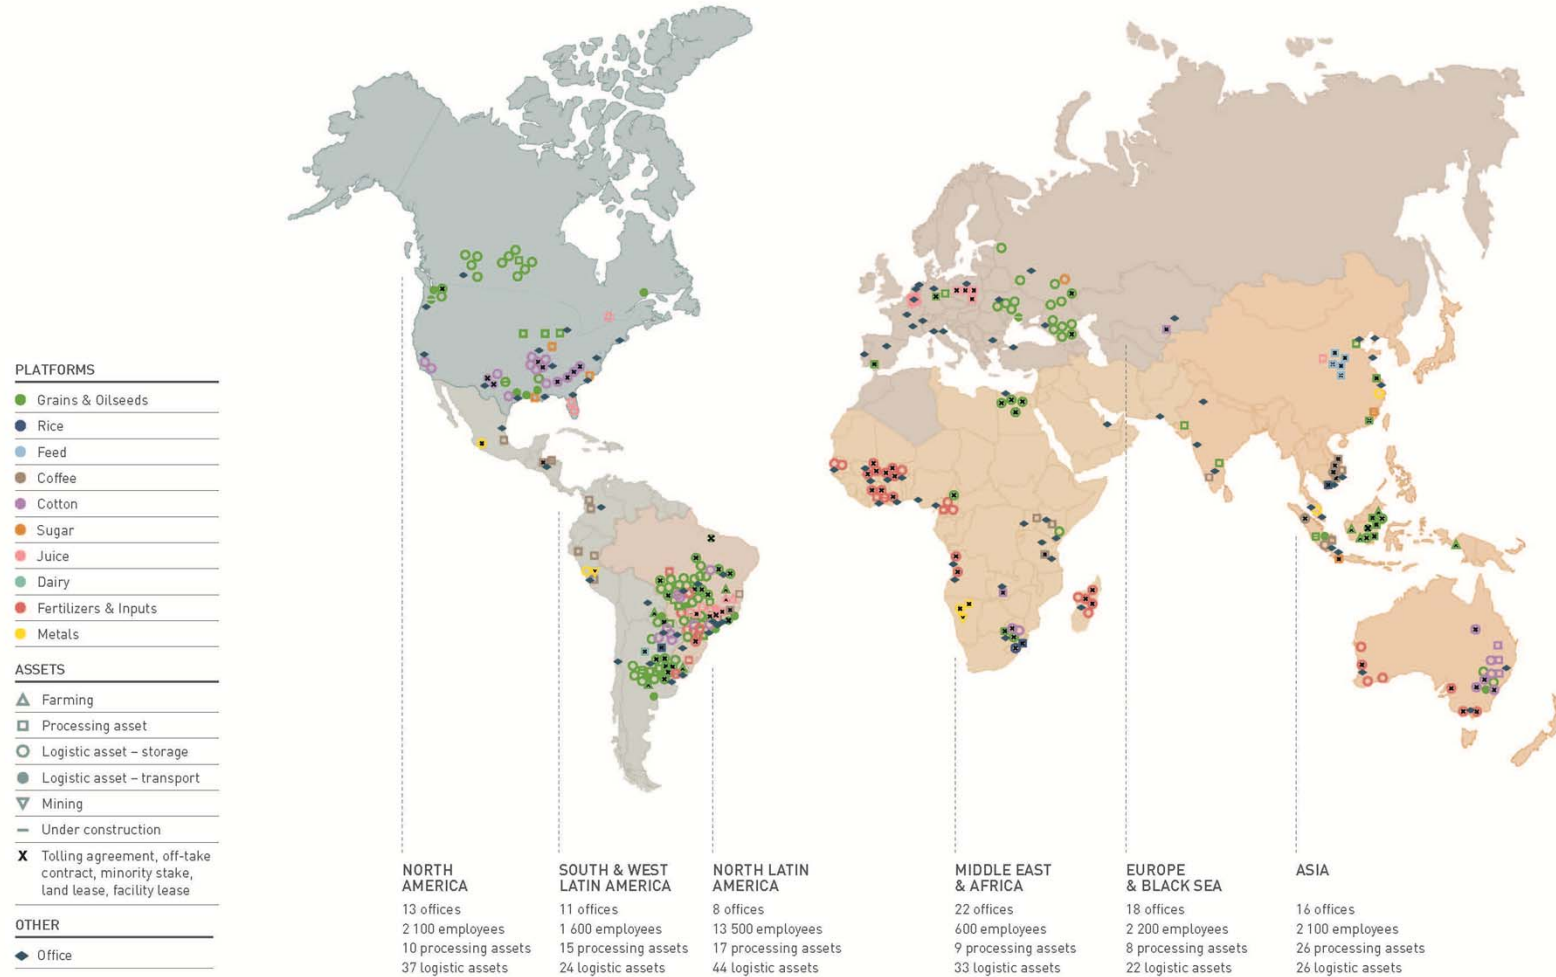 PLATFORMS
Grains & Oilseeds
Rice
Feed
Coffee
Cotton
Sugar
Juice
Dairy
Fertilizers & Inputs
Metals
ASSETS
Farming
Processing asset
Logistic asset – storage
Logistic asset – transport
Mining
Under construction
X Tolling agreement, off-take
contract, minority stake,
land lease, facility lease
OTHER
Office
NORTH
AMERICA
13 offices
2 100 employees
10 processing assets
37 logistic assets
SOUTH & WEST
LATIN AMERICA
11 offices
1 600 employees
15 processing assets
24 logistic assets
NORTH LATIN
AMERICA
8 offices
13 500 employees
17 processing assets
44 logistic assets
MIDDLE EAST
& AFRICA
22 offices
600 employees
9 processing assets
33 logistic assets
EUROPE
& BLACK SEA
18 offices
2 200 employees
8 processing assets
22 logistic assets
ASIA
16 offices
2 100 employees
26 processing assets
26 logistic assets